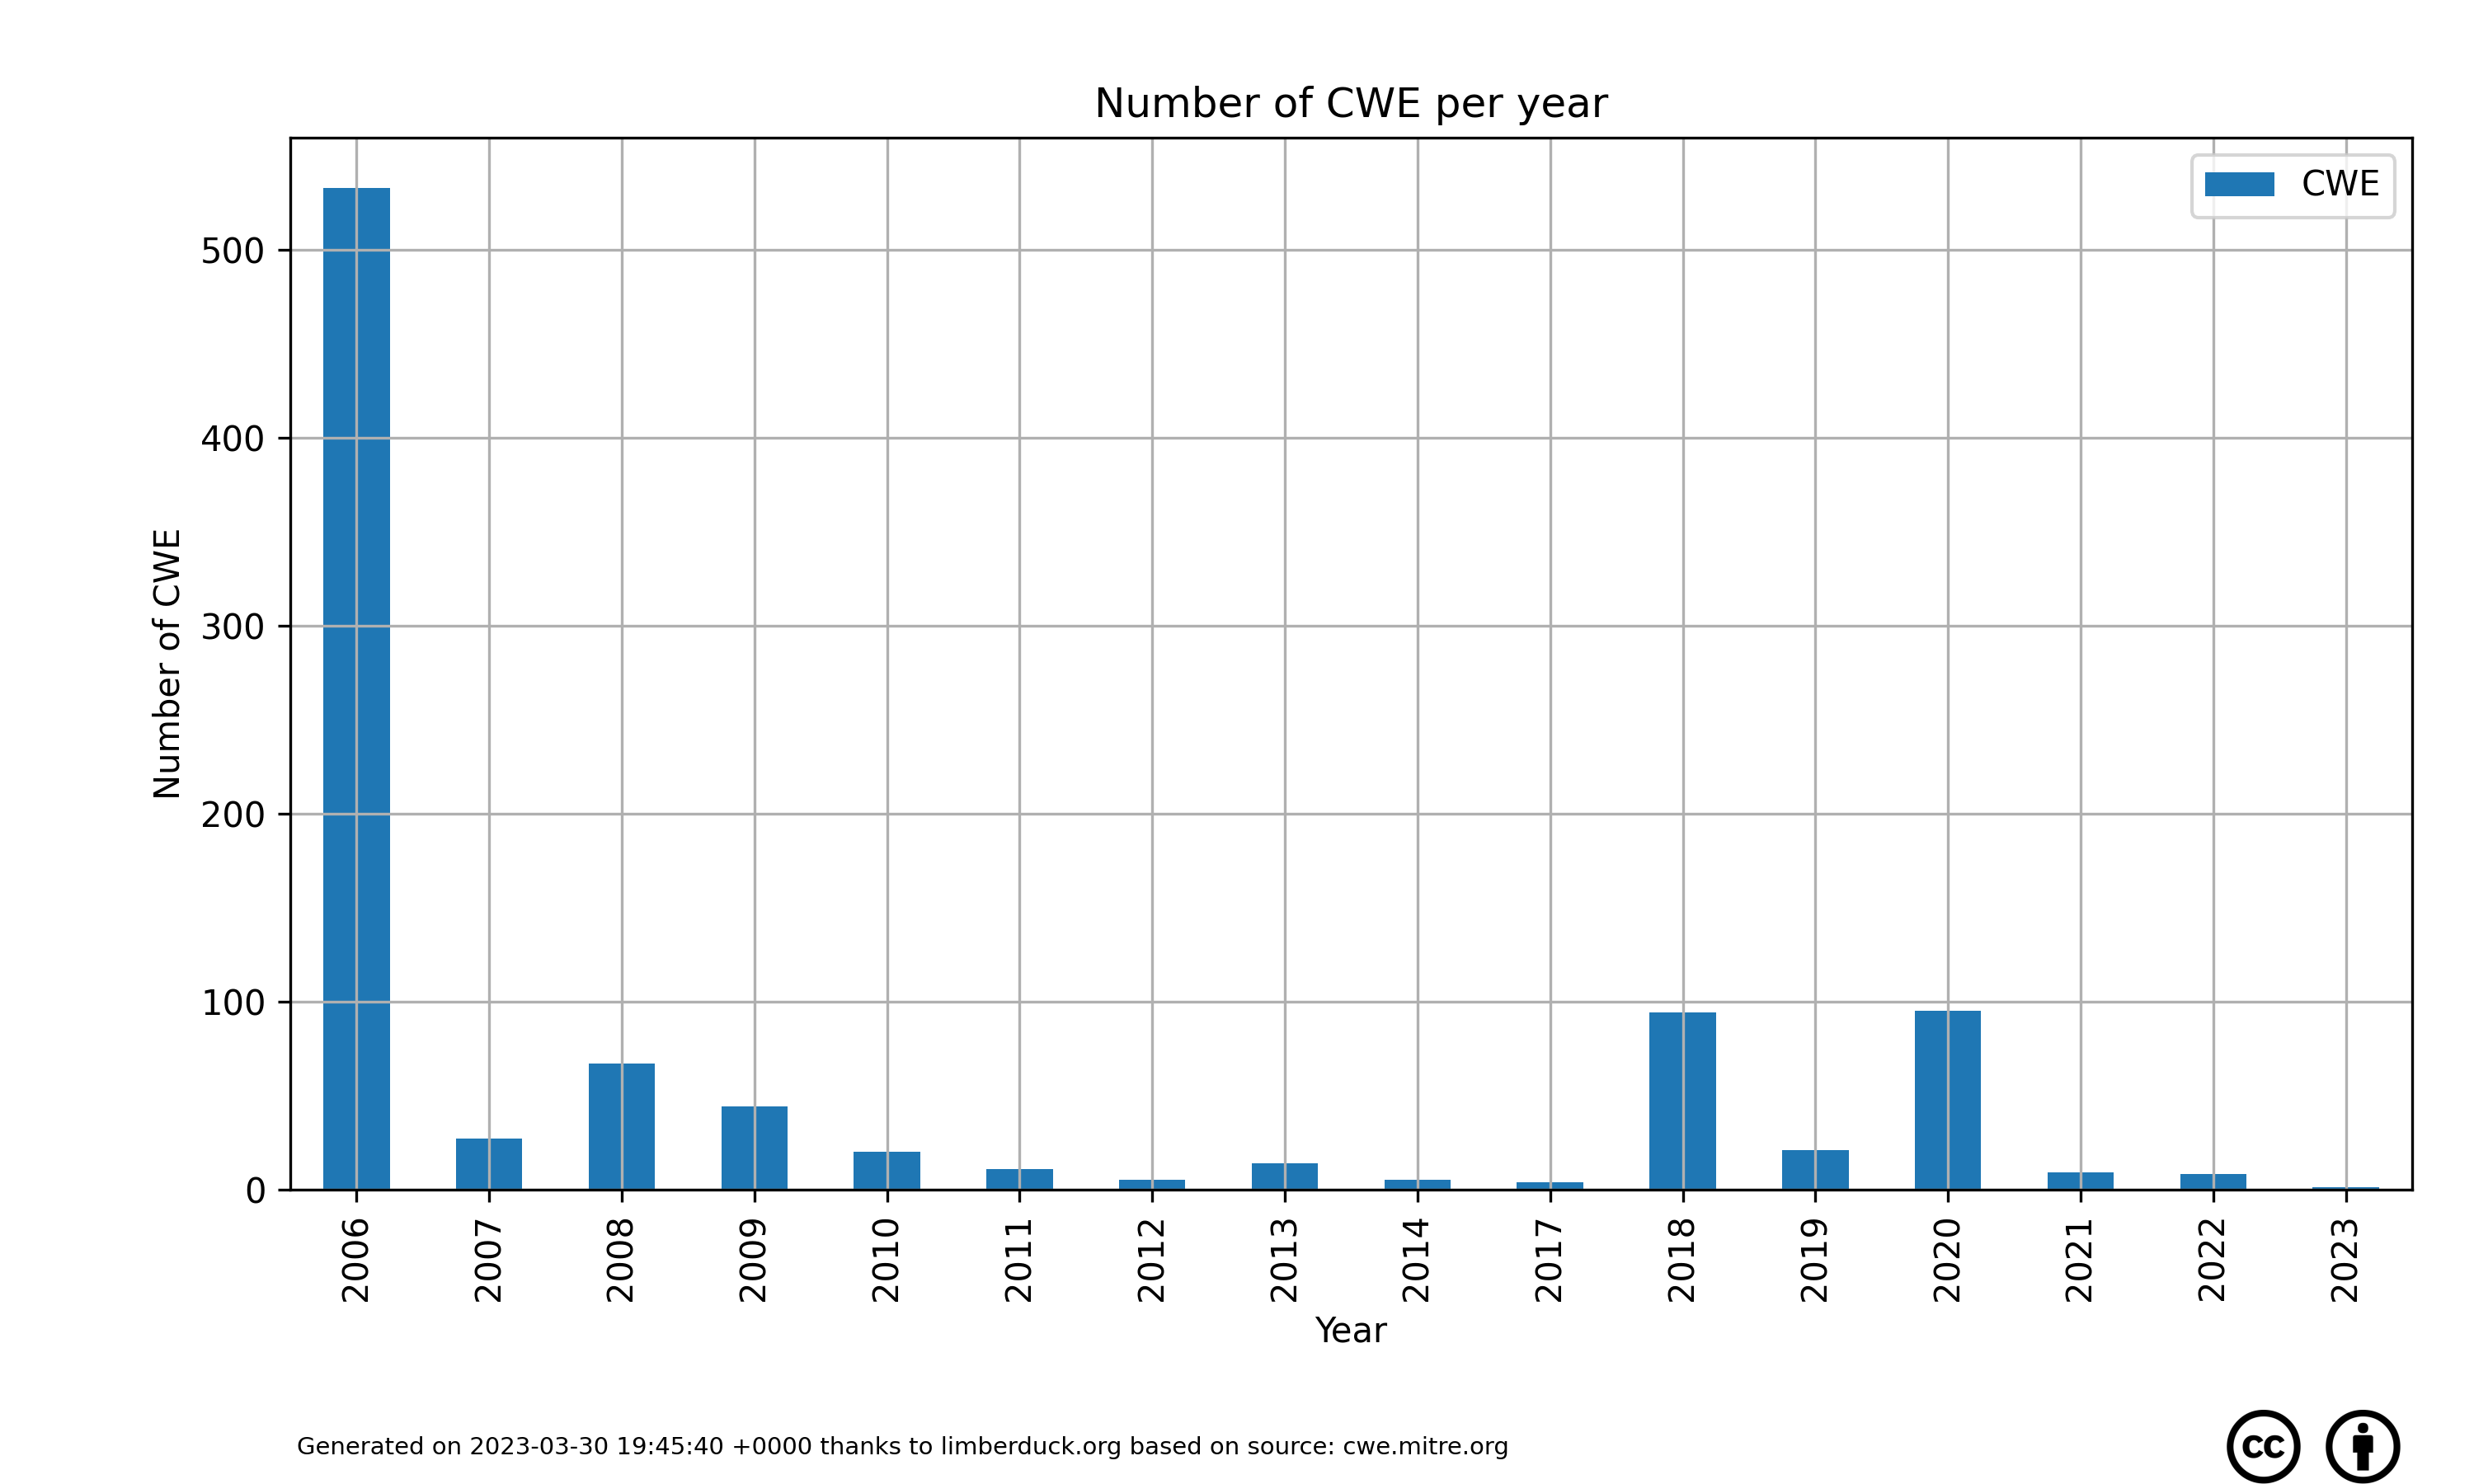 Number of CWE per year
CWE
Number of CWE
500
400
300
200
100
0
2006 2007 2008 2009 2010 2011 2012 2013 2014 2017 2018 2019 2020 2021 2022 2023
Year
Generated on 2023-03-30 19:45:40 +0000 thanks to limberduck.org based on source: cwe.mitre.org
cc